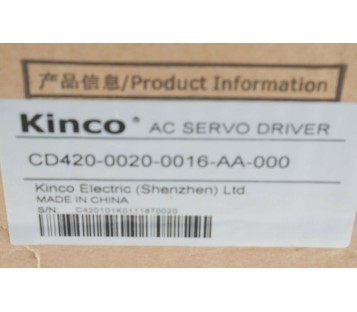 产品信息/Product Information
Kinco® AC SERVO DRIVER
CD420-0020-0016-AA-000
Kinco Electric (Shenzhen) Ltd.
MADE IN CHINA
S/N: C420101K0111870020